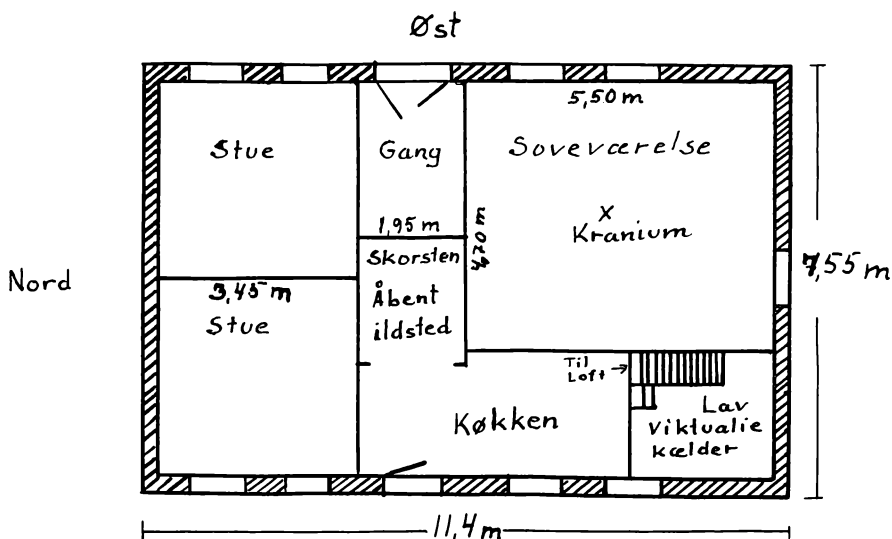 Øst
5,50 m
Stue
Gang
Soveværelse
x
Kranium
1,95 m
4,70 m
Skorsten
Åbent
ildsted
Nord
3,45 m
Stue
7,55 m
Til
Loft →
Køkken
Lav
Viktualie
kælder
11,4 m